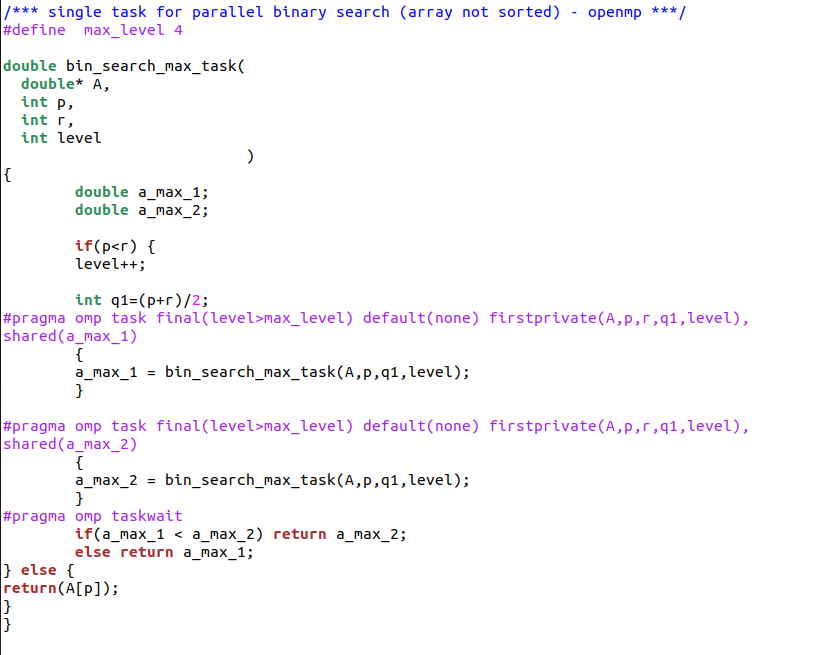 /*** single task for parallel binary search (array not sorted) - openmp ***/
#define  max_level 4
double bin_search_max_task(
  double* A,
  int p,
  int r,
  int level
                           )
{
        double a_max_1;
        double a_max_2;
        if(p<r) {
        level++;
        int q1=(p+r)/2;
#pragma omp task final(level>max_level) default(none) firstprivate(A,p,r,q1,level),
shared(a_max_1)
        {
        a_max_1 = bin_search_max_task(A,p,q1,level);
        }
#pragma omp task final(level>max_level) default(none) firstprivate(A,p,r,q1,level),
shared(a_max_2)
        {
        a_max_2 = bin_search_max_task(A,p,q1,level);
        }
#pragma omp taskwait
        if(a_max_1 < a_max_2) return a_max_2;
        else return a_max_1;
} else {
return(A[p]);
}
}